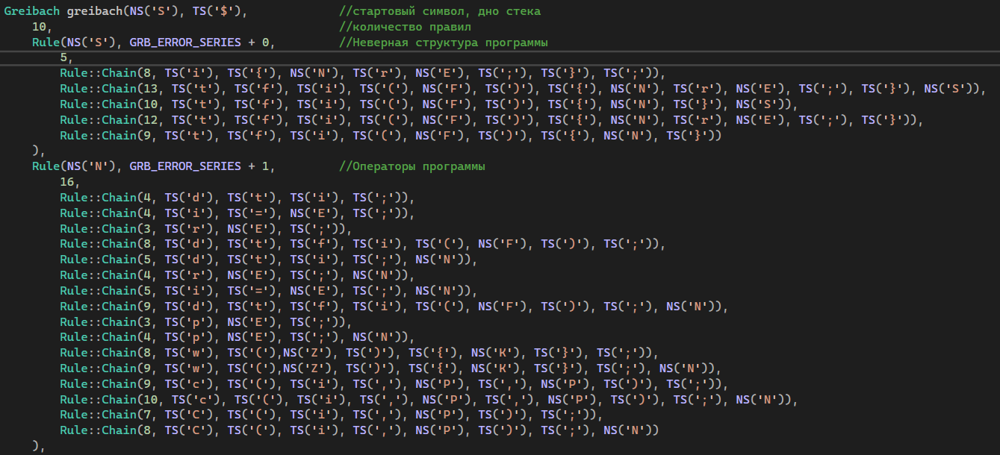 Greibach greibach(NS('S'), TS('$'), //стартовый символ, дно стека
10, //количество правил
Rule(NS('S'), GRB_ERROR_SERIES + 0, //Неверная структура программы
5,
Rule::Chain(8, TS('i'), TS('{'), NS('N'), TS('r'), NS('E'), TS(';'), TS('}'), TS(';')),
Rule::Chain(13, TS('t'), TS('f'), TS('i'), TS('('), NS('F'), TS(')'), TS('{'), NS('N'), TS('r'), NS('E'), TS(';'), TS('}'), NS('S')),
Rule::Chain(10, TS('t'), TS('f'), TS('i'), TS('('), NS('F'), TS(')'), TS('{'), NS('N'), TS('}'), NS('S')),
Rule::Chain(12, TS('t'), TS('f'), TS('i'), TS('('), NS('F'), TS(')'), TS('{'), NS('N'), TS('r'), NS('E'), TS(';'), TS('}')),
Rule::Chain(9, TS('t'), TS('f'), TS('i'), TS('('), NS('F'), TS(')'), TS('{'), NS('N'), TS('}'))
),
Rule(NS('N'), GRB_ERROR_SERIES + 1, //Операторы программы
16,
Rule::Chain(4, TS('d'), TS('t'), TS('i'), TS(';')),
Rule::Chain(4, TS('i'), TS('='), NS('E'), TS(';')),
Rule::Chain(3, TS('r'), NS('E'), TS(';')),
Rule::Chain(8, TS('d'), TS('t'), TS('f'), TS('i'), TS('('), NS('F'), TS(')'), TS(';')),
Rule::Chain(5, TS('d'), TS('t'), TS('i'), TS(';'), NS('N')),
Rule::Chain(4, TS('r'), NS('E'), TS(';'), NS('N')),
Rule::Chain(5, TS('i'), TS('='), NS('E'), TS(';'), NS('N')),
Rule::Chain(9, TS('d'), TS('t'), TS('f'), TS('i'), TS('('), NS('F'), TS(')'), TS(';'), NS('N')),
Rule::Chain(3, TS('p'), NS('E'), TS(';')),
Rule::Chain(4, TS('p'), NS('E'), TS(';'), NS('N')),
Rule::Chain(8, TS('w'), TS('('),NS('Z'), TS(')'), TS('{'), NS('K'), TS('}'), TS(';')),
Rule::Chain(9, TS('w'), TS('('),NS('Z'), TS(')'), TS('{'), NS('K'), TS('}'), TS(';'), NS('N')),
Rule::Chain(9, TS('c'), TS('('), TS('i'), TS(','), NS('P'), TS(','), NS('P'), TS(')'), TS(';')),
Rule::Chain(10, TS('c'), TS('('), TS('i'), TS(','), NS('P'), TS(','), NS('P'), TS(')'), TS(';'), NS('N')),
Rule::Chain(7, TS('C'), TS('('), TS('i'), TS(','), NS('P'), TS(')'), TS(';')),
Rule::Chain(8, TS('C'), TS('('), TS('i'), TS(','), NS('P'), TS(')'), TS(';'), NS('N'))
),